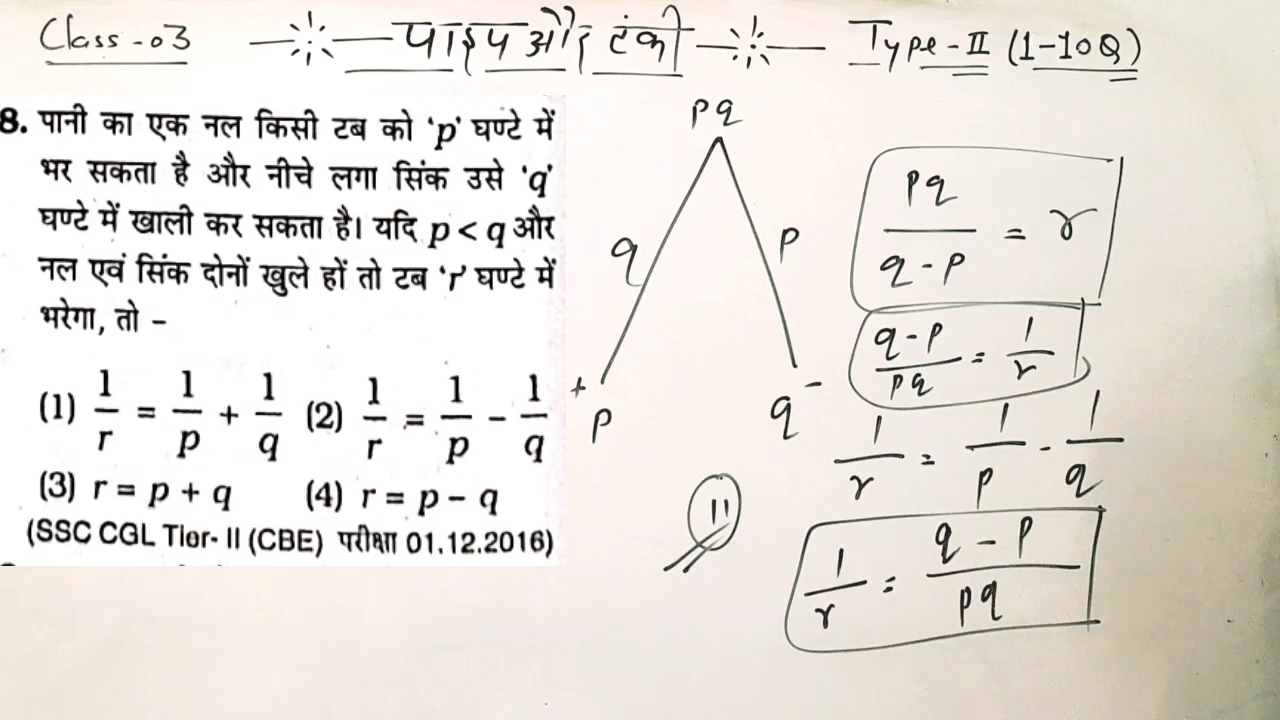 Class-03 पाइप और टंकी Type-II (1-10Q)
8. पानी का एक नल किसी टब को 'p' घण्टे में
भर सकता है और नीचे लगा सिंक उसे 'q'
घण्टे में खाली कर सकता है। यदि p < q और
नल एवं सिंक दोनों खुले हों तो टब 'r' घण्टे में
भरेगा, तो –
(1) 1/r = 1/p + 1/q (2) 1/r = 1/p - 1/q
(3) r = p + q (4) r = p - q
(SSC CGL Tier-II (CBE) परीक्षा 01.12.2016)
pq
q p
+ p q -
pq/(q-p) = r
(q-p)/pq = 1/r
1/r = 1/p - 1/q
1/r = (q-p)/pq